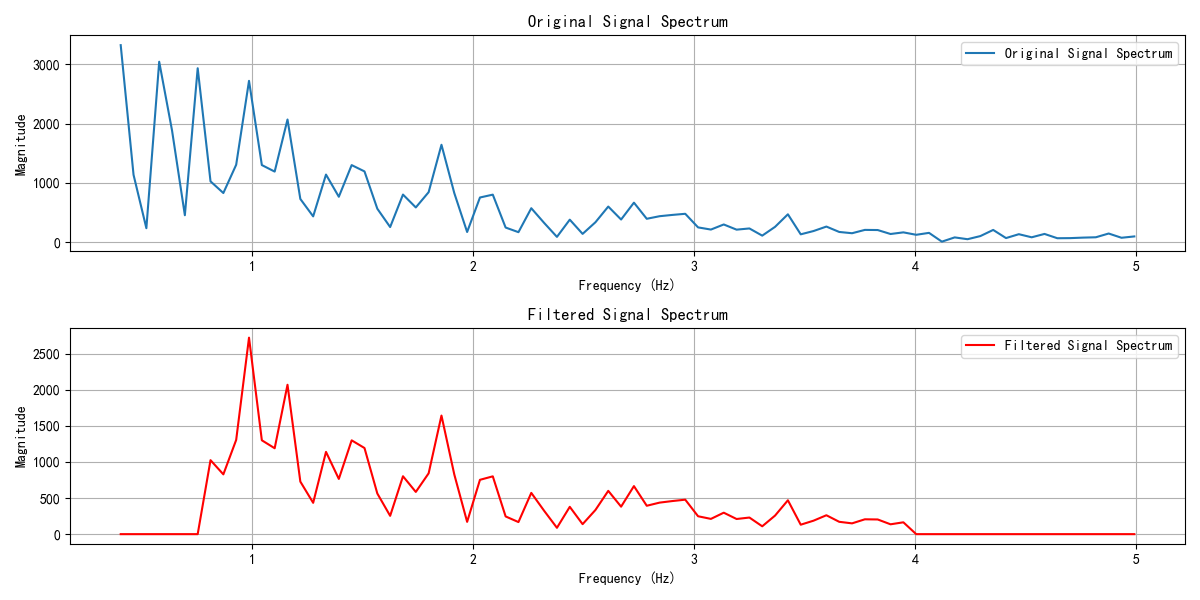 Original Signal Spectrum
Original Signal Spectrum
Magnitude
3000
2000
1000
0
1 2 3 4 5
Frequency (Hz)
Filtered Signal Spectrum
Filtered Signal Spectrum
Magnitude
2500
2000
1500
1000
500
0
1 2 3 4 5
Frequency (Hz)